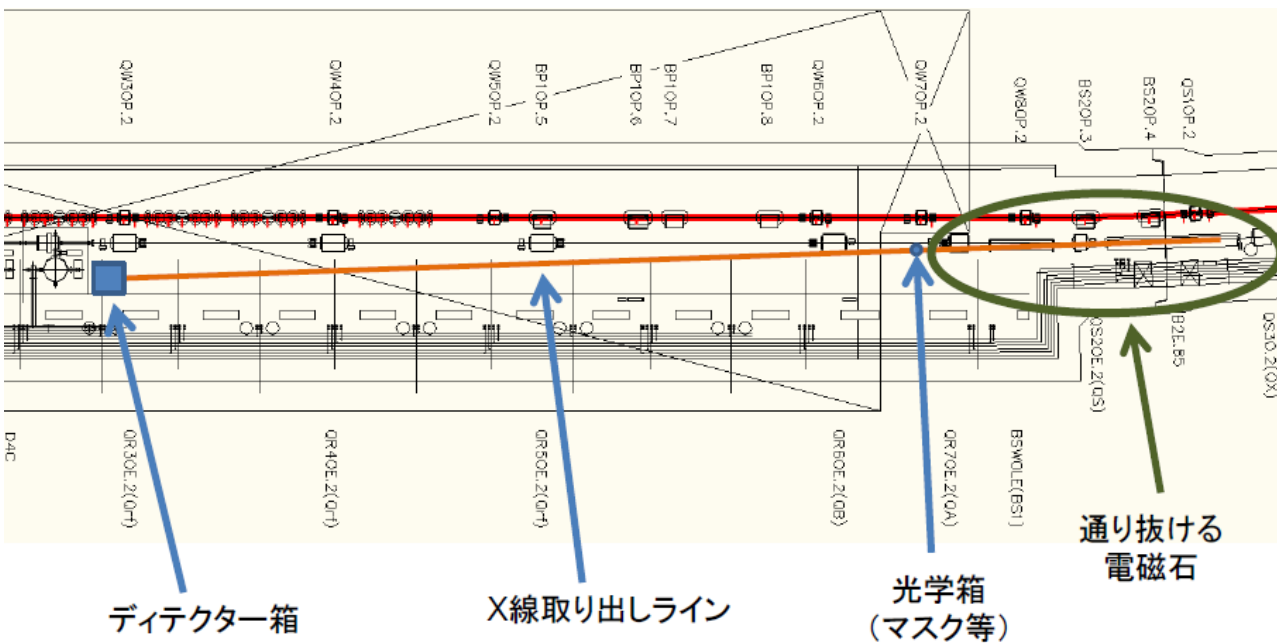 QW3OP.2
QW4OP.2
QW5OP.2
BP1OP.5
BP1OP.6
BP1OP.7
BP1OP.8
QW6OP.2
QW7OP.2
QW8OP.2
BS2OP.3
BS2OP.4
QS1OP.2
D4C
QR3OE.2(Qrf)
QR4OE.2(Qrf)
QR5OE.2(Qrf)
QR6OE.2(QB)
QR7OE.2(QA)
BSWOLE(BS1)
QS2OE.2(QS)
IB2E.B5
QS3O.2(QX)
ディテクター箱
X線取り出しライン
光学箱
(マスク等)
通り抜ける
電磁石